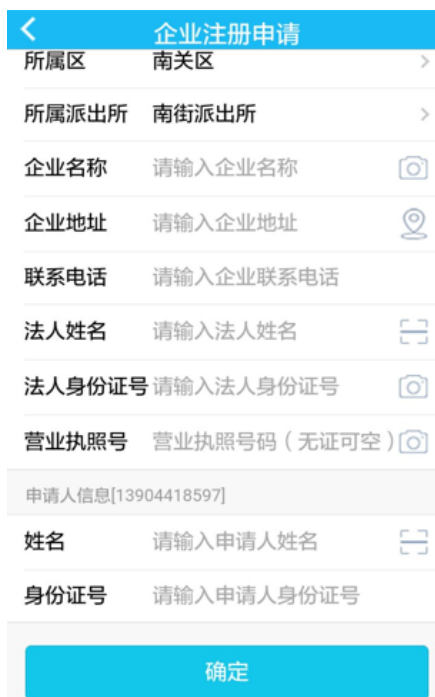 企业注册申请
所属区 南关区
所属派出所 南街派出所
企业名称 请输入企业名称
企业地址 请输入企业地址
联系电话 请输入企业联系电话
法人姓名 请输入法人姓名
法人身份证号 请输入法人身份证号
营业执照号 营业执照号码（无证可空）
申请人信息[13904418597]
姓名 请输入申请人姓名
身份证号 请输入申请人身份证号
确定